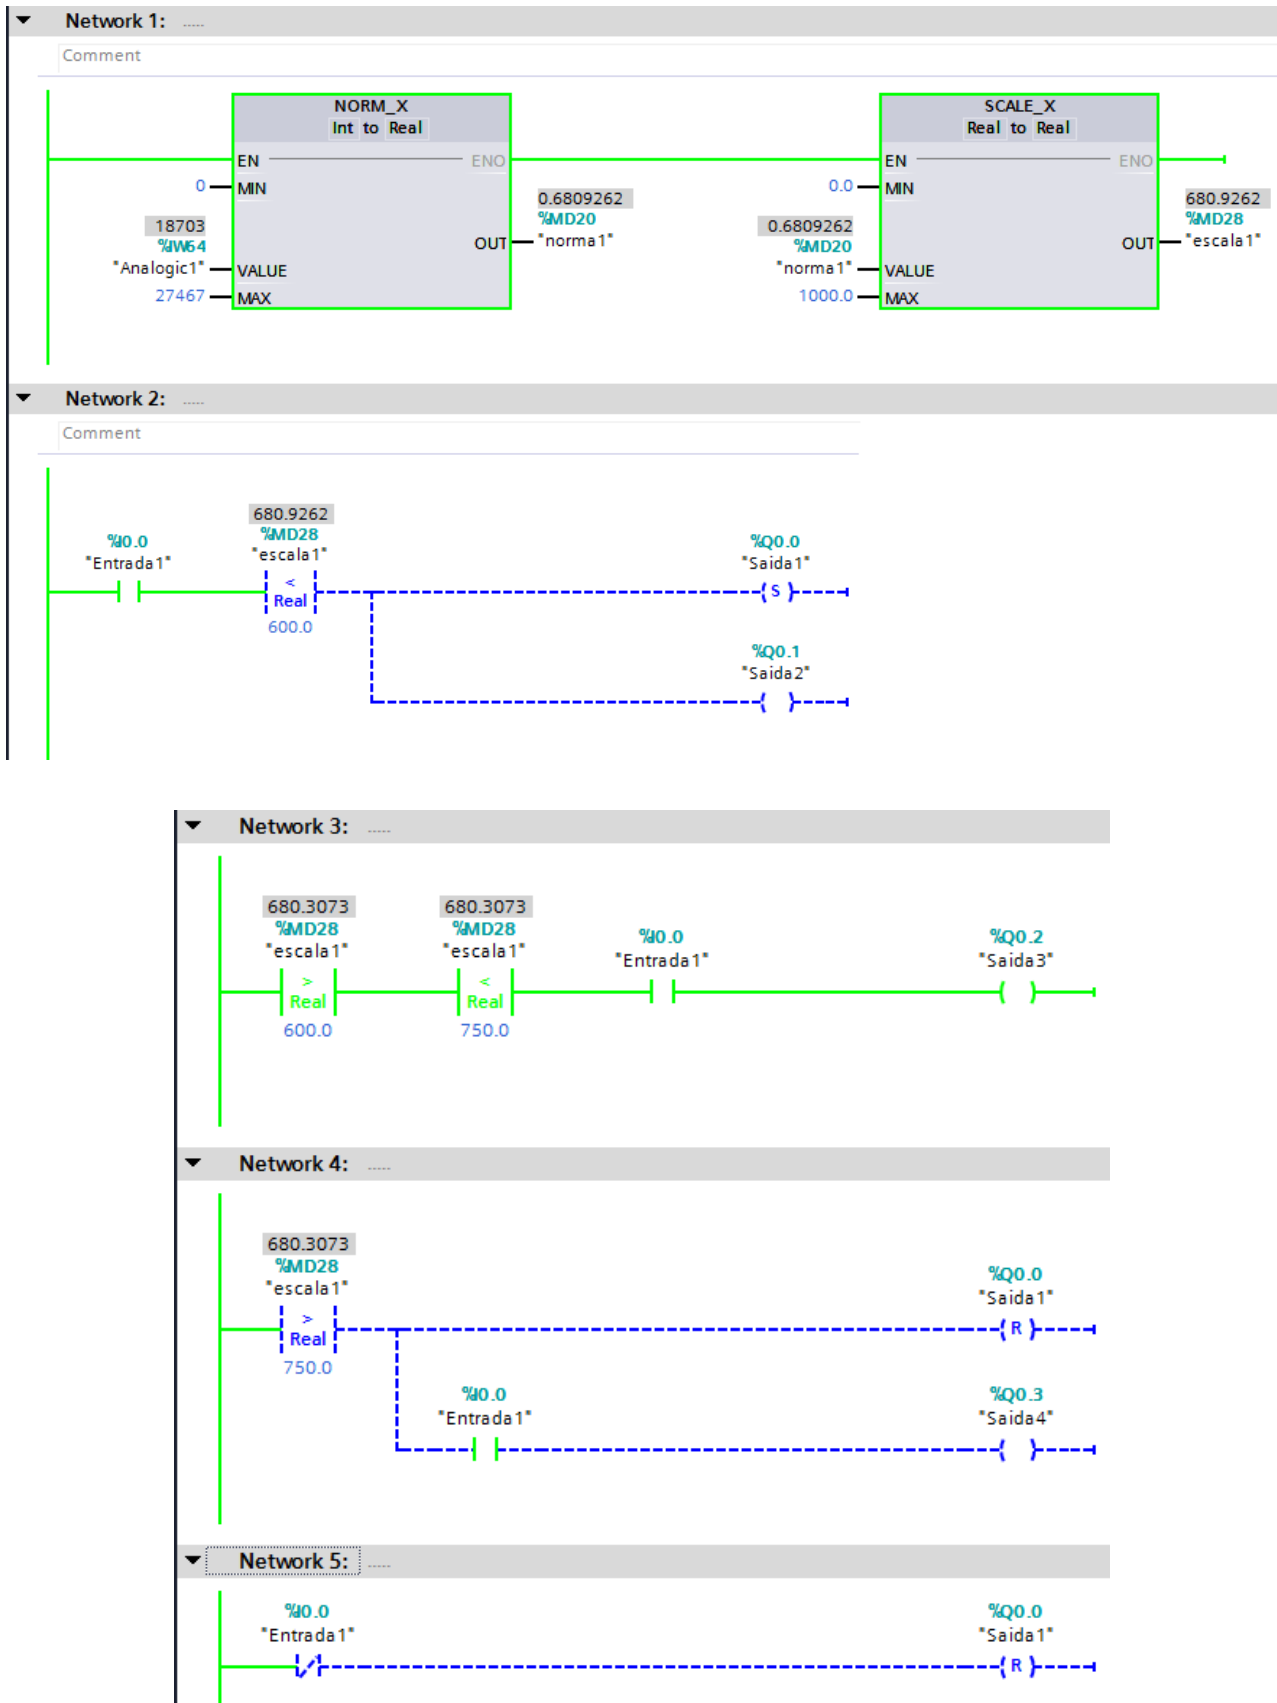 Network 1: .....
Comment
NORM_X
Int to Real
EN ENO
0 MIN
0.6809262
%MD20
"norma1"
OUT
18703
%IW64
"Analogic1" VALUE
27467 MAX
SCALE_X
Real to Real
EN ENO
0.0 MIN
680.9262
%MD28
"escala1"
OUT
0.6809262
%MD20
"norma1" VALUE
1000.0 MAX
Network 2: .....
Comment
%I0.0
"Entrada1"
680.9262
%MD28
"escala1"
<
Real
600.0
%Q0.0
"Saida1"
( S )
%Q0.1
"Saida2"
( )
Network 3: .....
680.3073
%MD28
"escala1"
>
Real
600.0
680.3073
%MD28
"escala1"
<
Real
750.0
%I0.0
"Entrada1"
%Q0.2
"Saida3"
( )
Network 4: .....
680.3073
%MD28
"escala1"
>
Real
750.0
%Q0.0
"Saida1"
( R )
%I0.0
"Entrada1"
%Q0.3
"Saida4"
( )
Network 5: .....
%I0.0
"Entrada1"
%Q0.0
"Saida1"
( R )